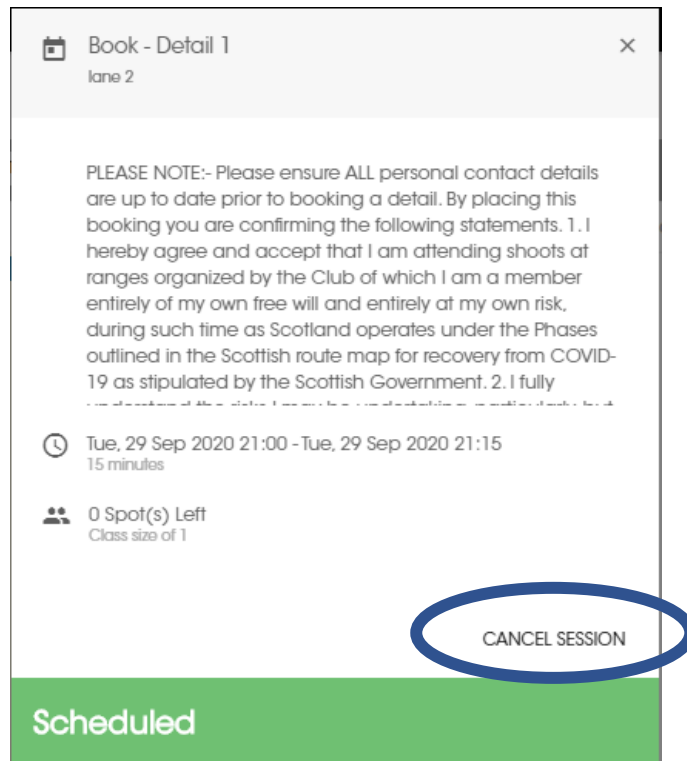 Book - Detail 1
lane 2
PLEASE NOTE:- Please ensure ALL personal contact details
are up to date prior to booking a detail. By placing this
booking you are confirming the following statements. 1. I
hereby agree and accept that I am attending shoots at
ranges organized by the Club of which I am a member
entirely of my own free will and entirely at my own risk,
during such time as Scotland operates under the Phases
outlined in the Scottish route map for recovery from COVID-
19 as stipulated by the Scottish Government. 2. I fully
Tue, 29 Sep 2020 21:00 - Tue, 29 Sep 2020 21:15
15 minutes
0 Spot(s) Left
Class size of 1
CANCEL SESSION
Scheduled